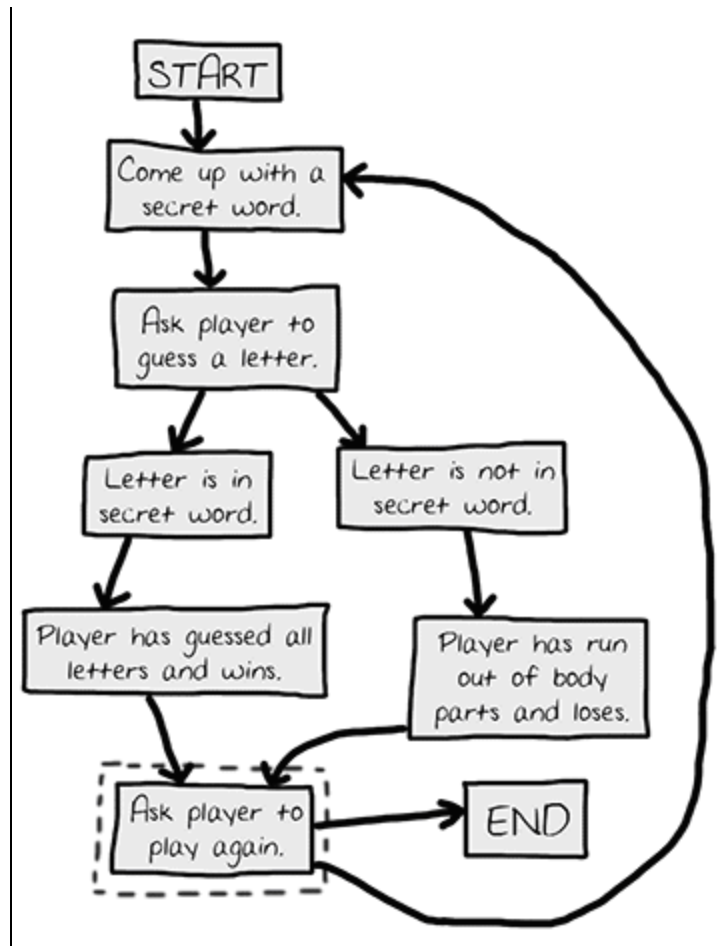 START
Come up with a
secret word.
Ask player to
guess a letter.
Letter is in
secret word.
Letter is not in
secret word.
Player has guessed all
letters and wins.
Player has run
out of body
parts and loses.
Ask player to
play again.
END